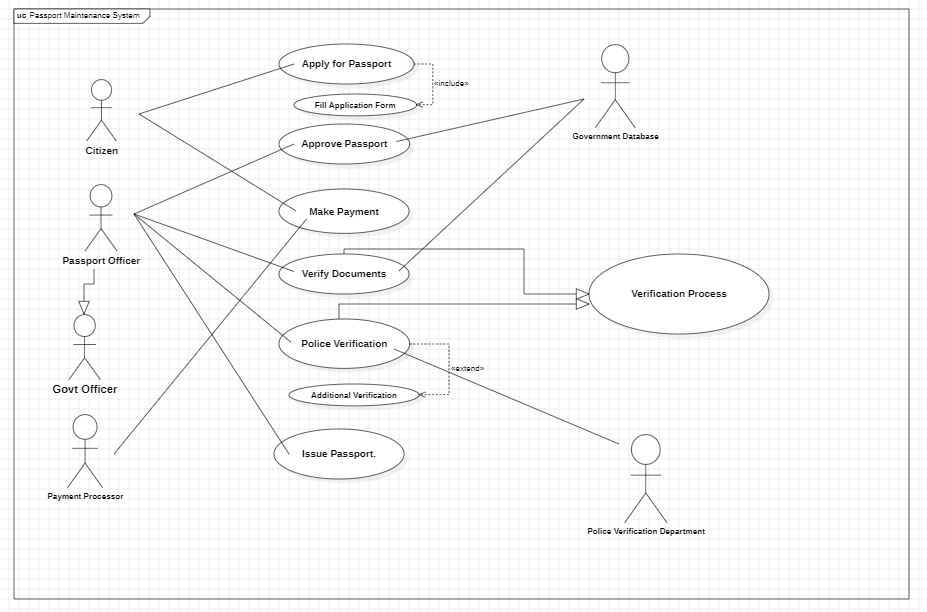 uc Passport Maintenance System
Apply for Passport
«include»
Fill Application Form
Government Database
Approve Passport
Citizen
Make Payment
Passport Officer
Verify Documents
Verification Process
Police Verification
«extend»
Govt Officer
Additional Verification
Issue Passport.
Payment Processor
Police Verification Department